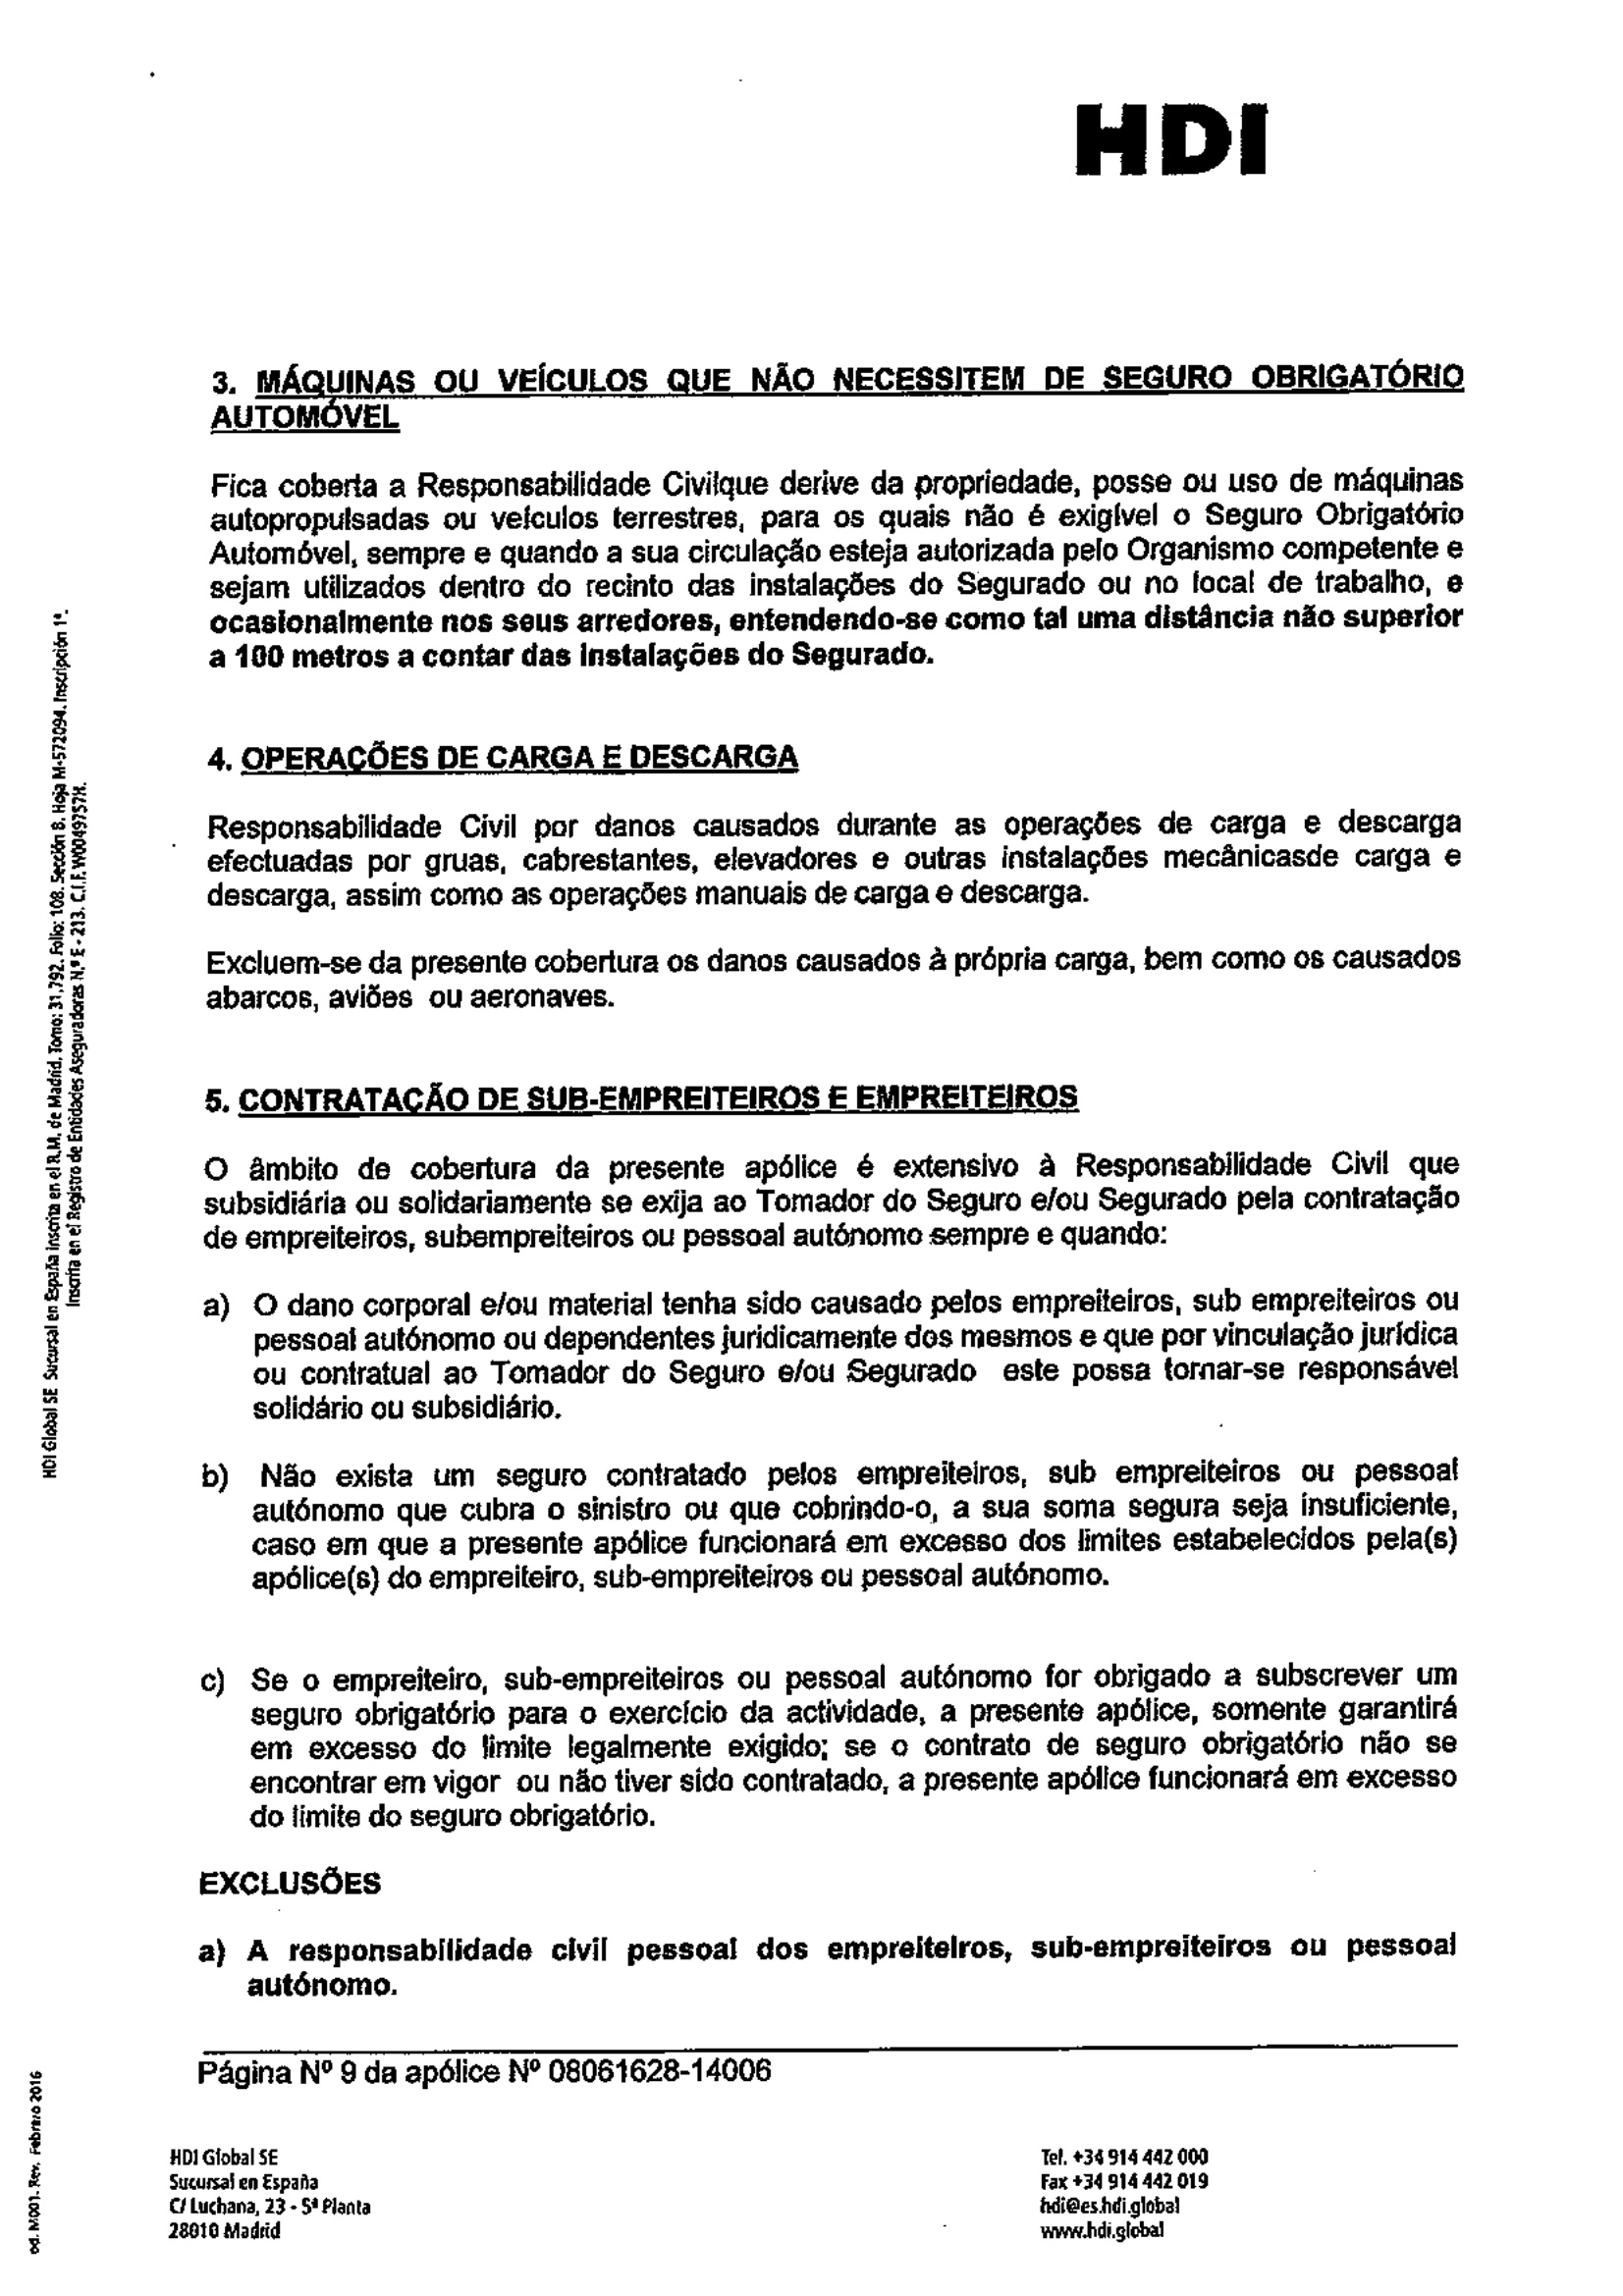 HDI
3. MÁQUINAS OU VEÍCULOS QUE NÃO NECESSITEM DE SEGURO OBRIGATÓRIO
AUTOMÓVEL
Fica coberta a Responsabilidade Civilque derive da propriedade, posse ou uso de máquinas
autopropulsadas ou veículos terrestres, para os quais não é exigível o Seguro Obrigatório
Automóvel, sempre e quando a sua circulação esteja autorizada pelo Organismo competente e
sejam utilizados dentro do recinto das instalações do Segurado ou no local de trabalho, e
ocasionalmente nos seus arredores, entendendo-se como tal uma distância não superior
a 100 metros a contar das instalações do Segurado.
4. OPERAÇÕES DE CARGA E DESCARGA
Responsabilidade Civil por danos causados durante as operações de carga e descarga
efectuadas por gruas, cabrestantes, elevadores e outras instalações mecânicasde carga e
descarga, assim como as operações manuais de carga e descarga.
Excluem-se da presente cobertura os danos causados à própria carga, bem como os causados
abarcos, aviões ou aeronaves.
5. CONTRATAÇÃO DE SUB-EMPREITEIROS E EMPREITEIROS
O âmbito de cobertura da presente apólice é extensivo à Responsabilidade Civil que
subsidiária ou solidariamente se exija ao Tomador do Seguro e/ou Segurado pela contratação
de empreiteiros, subempreiteiros ou pessoal autónomo sempre e quando:
a) O dano corporal e/ou material tenha sido causado pelos empreiteiros, sub empreiteiros ou
pessoal autónomo ou dependentes juridicamente dos mesmos e que por vinculação jurídica
ou contratual ao Tomador do Seguro e/ou Segurado este possa tornar-se responsável
solidário ou subsidiário.
b) Não exista um seguro contratado pelos empreiteiros, sub empreiteiros ou pessoal
autónomo que cubra o sinistro ou que cobrindo-o, a sua soma segura seja insuficiente,
caso em que a presente apólice funcionará em excesso dos limites estabelecidos pela(s)
apólice(s) do empreiteiro, sub-empreiteiros ou pessoal autónomo.
c) Se o empreiteiro, sub-empreiteiros ou pessoal autónomo for obrigado a subscrever um
seguro obrigatório para o exercício da actividade, a presente apólice, somente garantirá
em excesso do limite legalmente exigido; se o contrato de seguro obrigatório não se
encontrar em vigor ou não tiver sido contratado, a presente apólice funcionará em excesso
do limite do seguro obrigatório.
EXCLUSÕES
a) A responsabilidade civil pessoal dos empreiteiros, sub-empreiteiros ou pessoal
autónomo.
Página Nº 9 da apólice Nº 08061628-14006
HDI Global SE
Sucursal en España
C/ Luchana, 23 - 5ª Planta
28010 Madrid
Tel. +34 914 442 000
Fax +34 914 442 019
hdi@es.hdi.global
www.hdi.global
HDI Global SE Sucursal en España inscrita en el R.M. de Madrid. Tomo: 31.792. Folio: 108. Sección 8. Hoja M-572094. Inscripción 1ª.
Inscrita en el Registro de Entidades Aseguradoras N.º E - 213. C.I.F. W0049757H.
od. M001. Rev. Febrero 2016